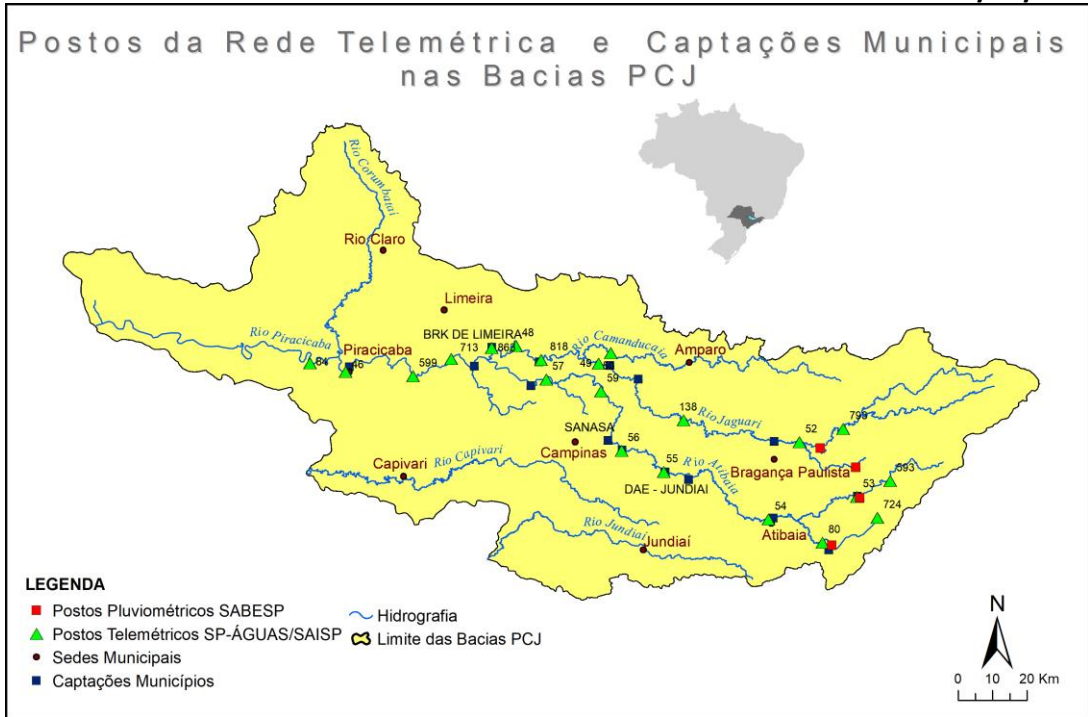 Postos da Rede Telemétrica e Captações Municipais
nas Bacias PCJ
Rio Corumbataí
Rio Claro
Limeira
BRK DE LIMEIRA
48
Rio Camanducaia
Rio Piracicaba
Piracicaba
713
868
818
Amparo
84
46
599
57
49
59
138
Rio Jaguari
52
SANASA
Campinas
56
Capivari
Rio Capivari
55
Rio Atibaia
Bragança Paulista
593
DAE - JUNDIAI
53
54
724
Atibaia
80
Rio Jundiaí
Jundiaí
LEGENDA
Postos Pluviométricos SABESP
Postos Telemétricos SP-ÁGUAS/SAISP
Sedes Municipais
Captações Municípios
Hidrografia
Limite das Bacias PCJ
N
0 10 20 Km